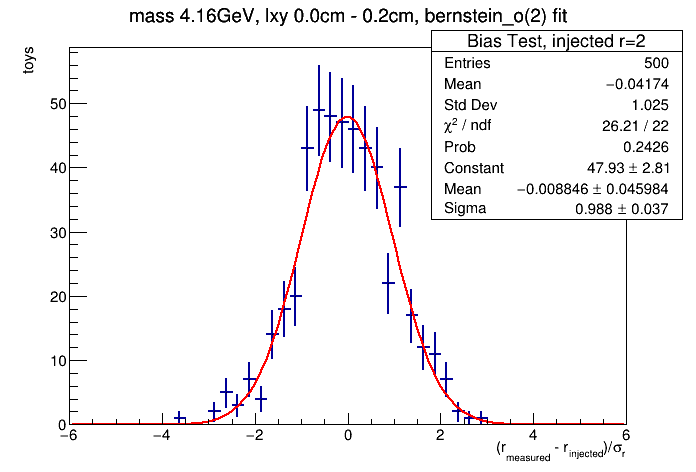 mass 4.16GeV, lxy 0.0cm - 0.2cm, bernstein_o(2) fit
Bias Test, injected r=2
Entries 500
Mean −0.04174
Std Dev 1.025
χ² / ndf 26.21 / 22
Prob 0.2426
Constant 47.93 ± 2.81
Mean −0.008846 ± 0.045984
Sigma 0.988 ± 0.037
toys
50
40
30
20
10
0
−6 −4 −2 0 2 4 6
(r_measured - r_injected)/σ_r